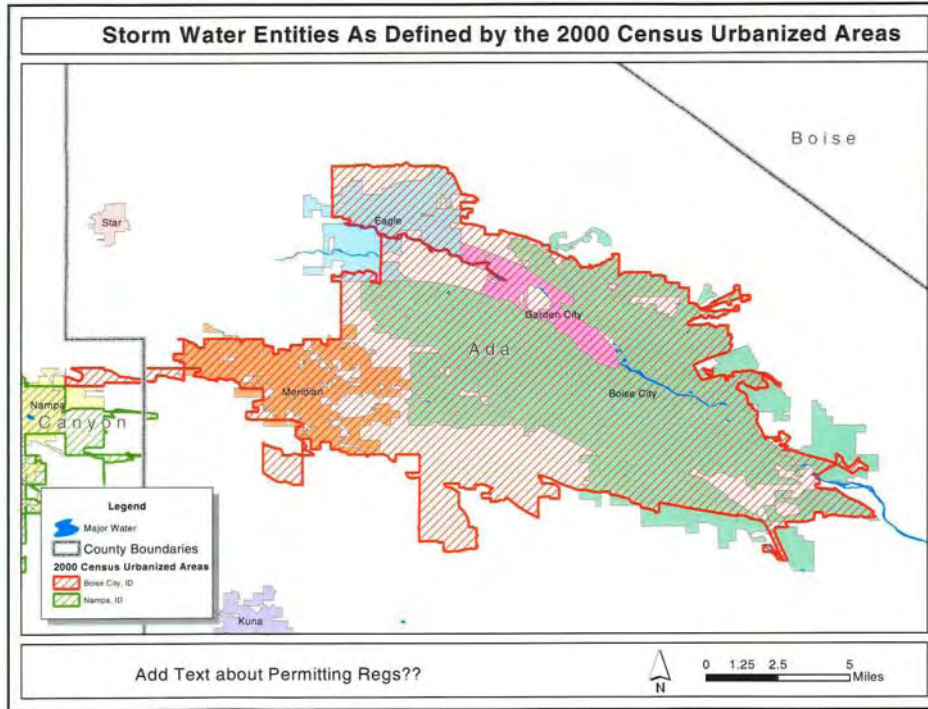 Storm Water Entities As Defined by the 2000 Census Urbanized Areas
Boise
Star
Eagle
Garden City
Ada
Meridian
Boise City
Nampa
Canyon
Legend
Major Water
County Boundaries
2000 Census Urbanized Areas
Boise City, ID
Nampa, ID
Kuna
Add Text about Permitting Regs??
0 1.25 2.5 5
Miles
N